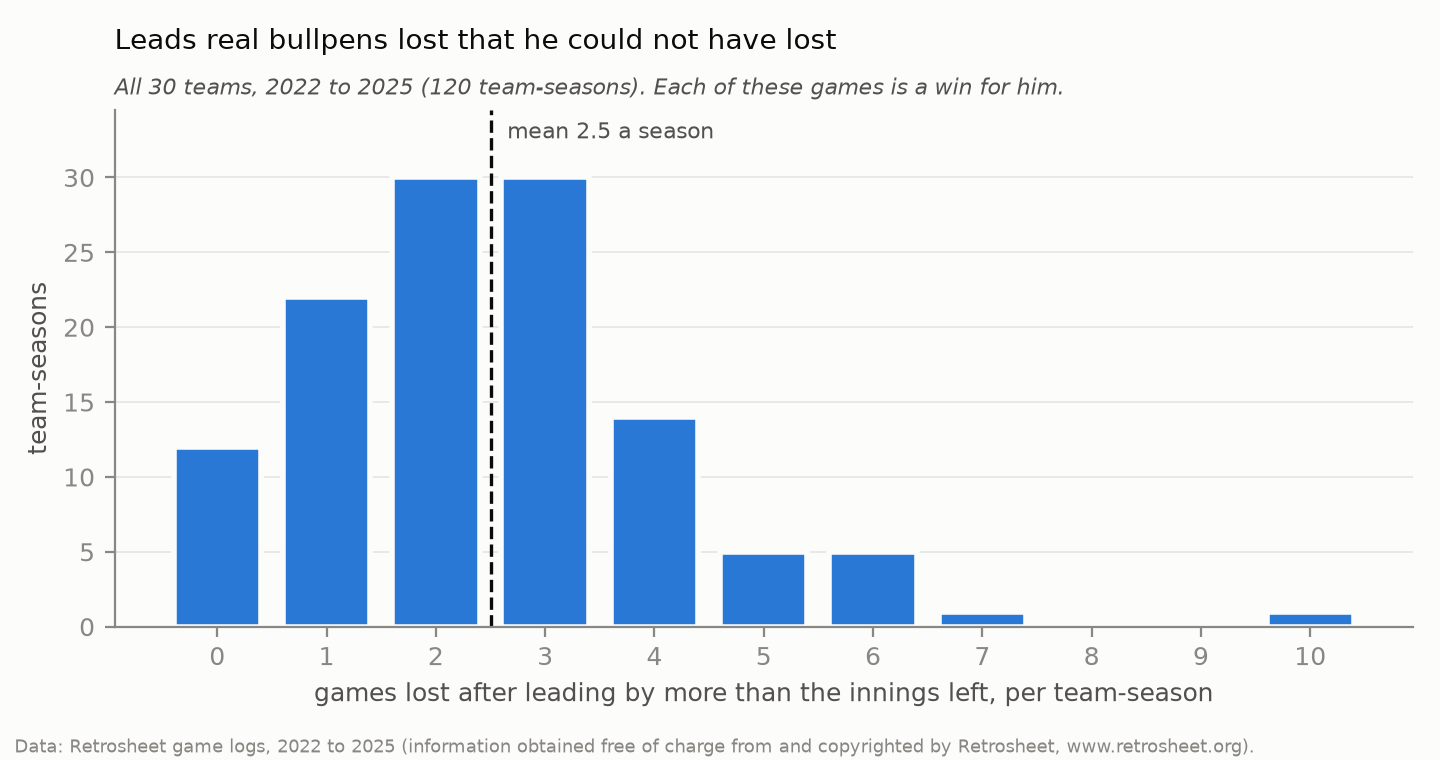 Leads real bullpens lost that he could not have lost
All 30 teams, 2022 to 2025 (120 team-seasons). Each of these games is a win for him.
mean 2.5 a season
30
25
20
15
10
5
0
team-seasons
0 1 2 3 4 5 6 7 8 9 10
games lost after leading by more than the innings left, per team-season
Data: Retrosheet game logs, 2022 to 2025 (information obtained free of charge from and copyrighted by Retrosheet, www.retrosheet.org).